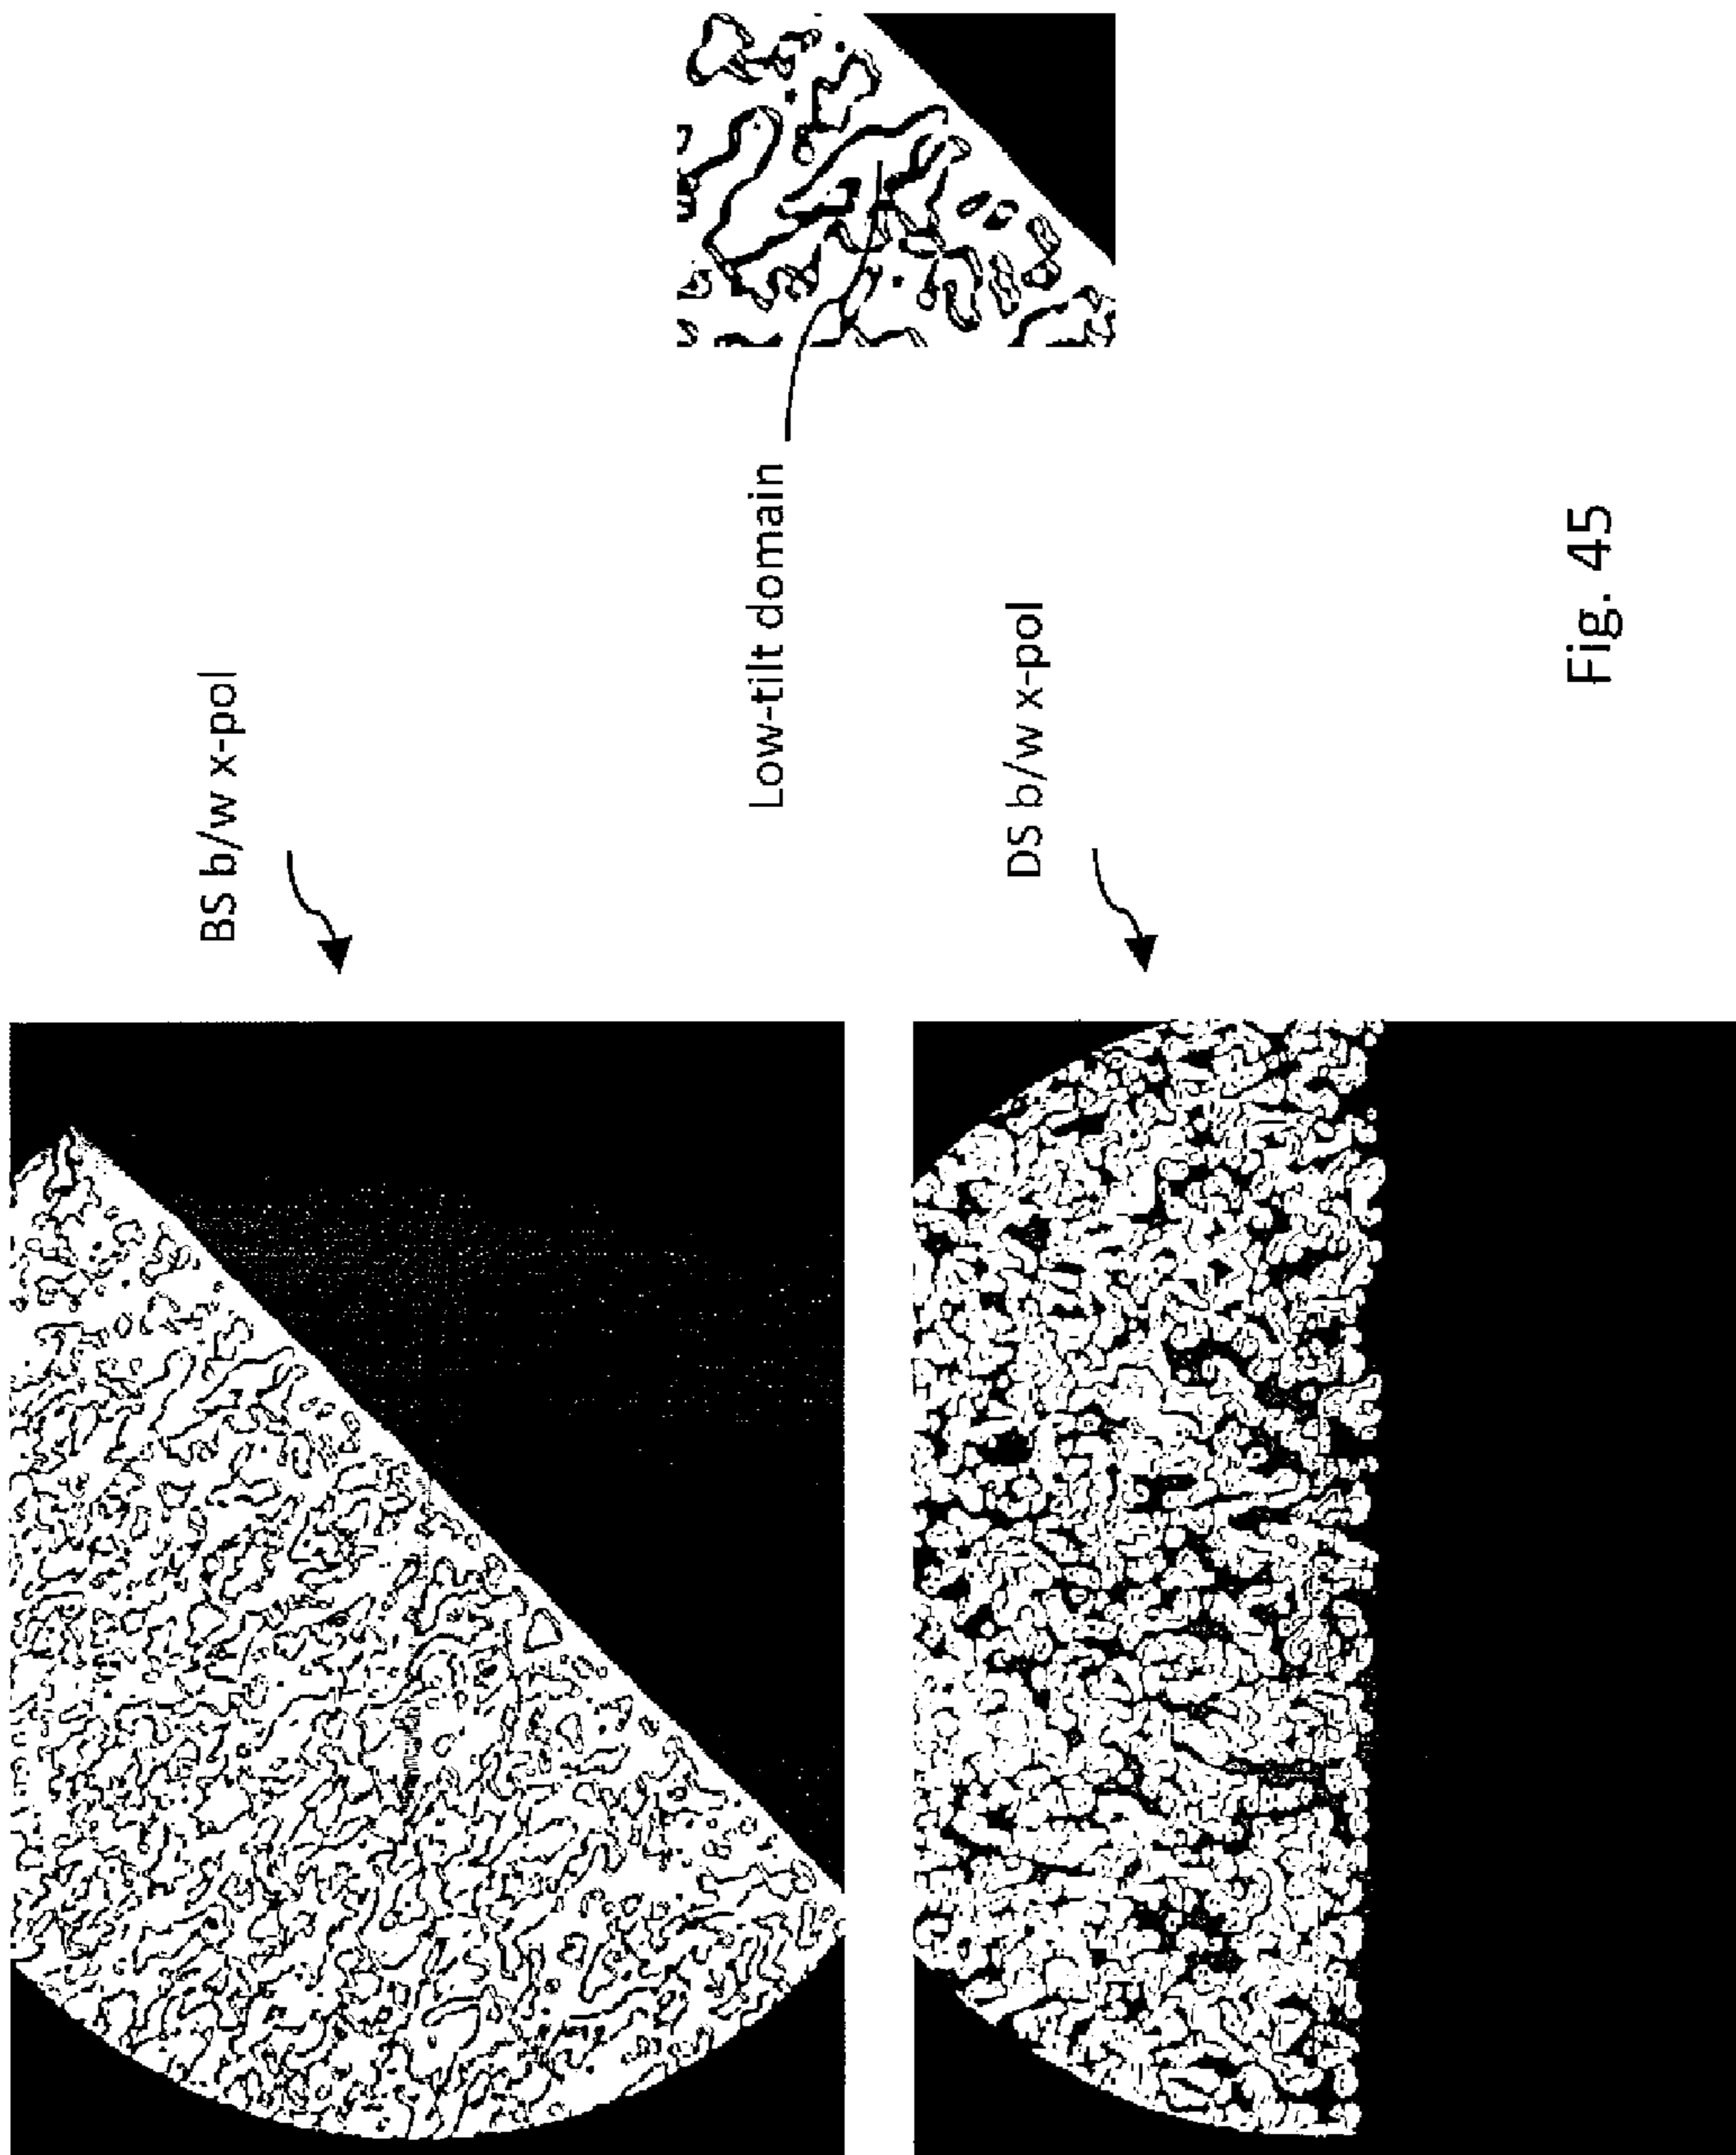 BS b/w x-pol
Low-tilt domain
DS b/w x-pol
Fig. 45